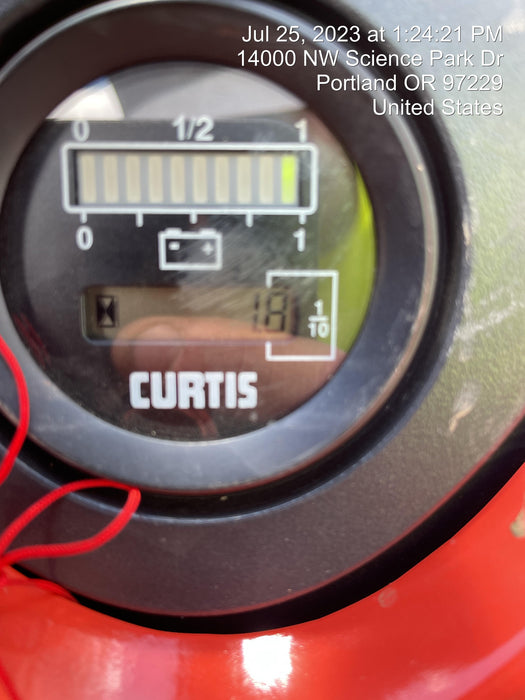 Jul 25, 2023 at 1:24:21 PM
14000 NW Science Park Dr
Portland OR 97229
United States
0 1/2 1
0 1
- +
1/10
CURTIS